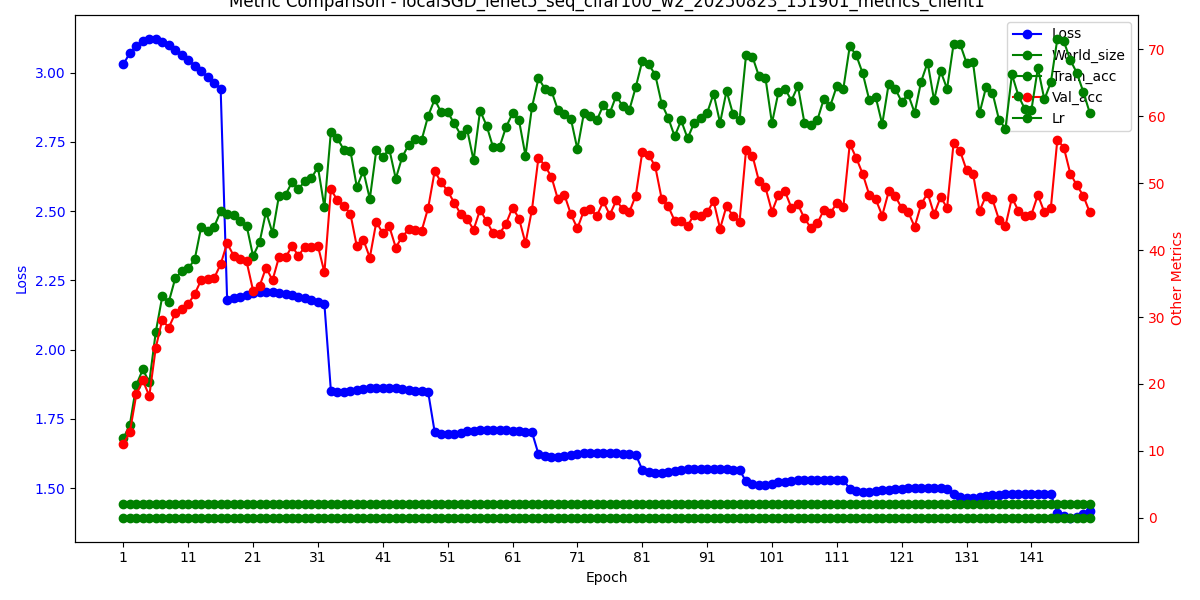 Metric Comparison - localSGD_lenet5_seq_cifar100_w2_20250823_151901_metrics_client1
Loss
World_size
Train_acc
Val_acc
Lr
3.00
2.75
2.50
2.25
2.00
1.75
1.50
Loss
70
60
50
40
30
20
10
0
Other Metrics
1 11 21 31 41 51 61 71 81 91 101 111 121 131 141
Epoch